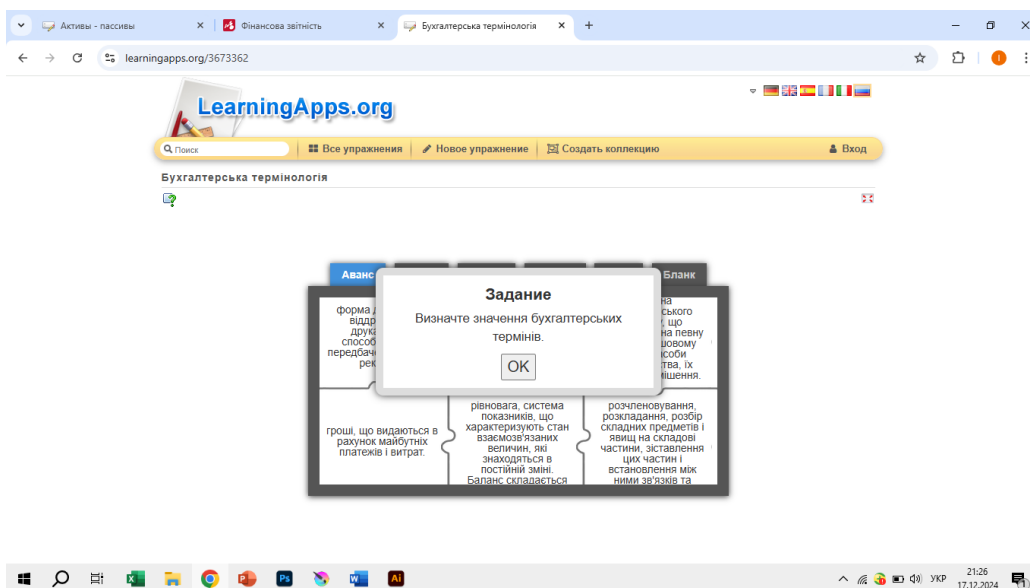 Активы - пассивы
Фінансова звітність
Бухгалтерська термінологія
learningapps.org/3673362
LearningApps.org
Поиск
Все упражнения
Новое упражнение
Создать коллекцию
Вход
Бухгалтерська термінологія
Аванс
Бланк
Задание
Визначте значення бухгалтерських
термінів.
OK
форма
друк
спосо
передбач
рек
на
ського
що
на певну
шовому
соби
тва, їх
міщення.
гроші, що видаються в
рахунок майбутніх
платежів і витрат.
рівновага, система
показників, що
характеризують стан
взаємозв'язаних
величин, які
знаходяться в
постійній зміні.
Баланс складається
розчленовування,
розкладання, розбір
складних предметів і
явищ на складові
частини, зіставлення
цих частин і
встановлення між
ними зв'язків та
УКР
21:26
17.12.2024